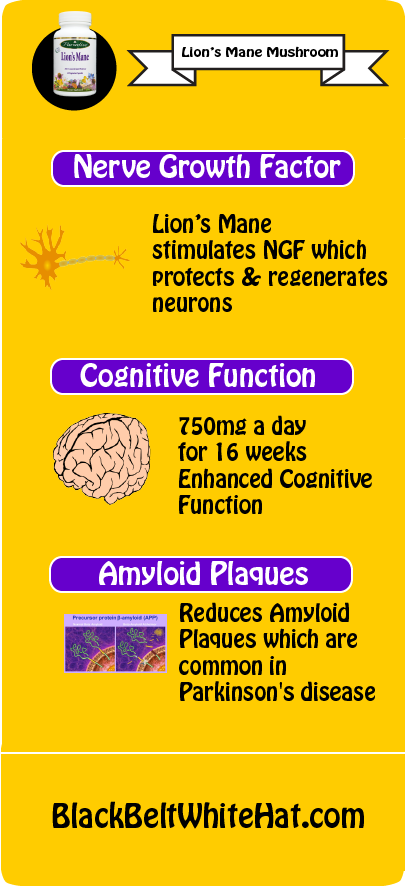 Paradise
Lion's Mane
Lion's Mane Mushroom
Nerve Growth Factor
Lion's Mane
stimulates NGF which
protects & regenerates
neurons
Cognitive Function
750mg a day
for 16 weeks
Enhanced Cognitive
Function
Amyloid Plaques
Precursor protein β-amyloid (APP)
Reduces Amyloid
Plaques which are
common in
Parkinson's disease
BlackBeltWhiteHat.com